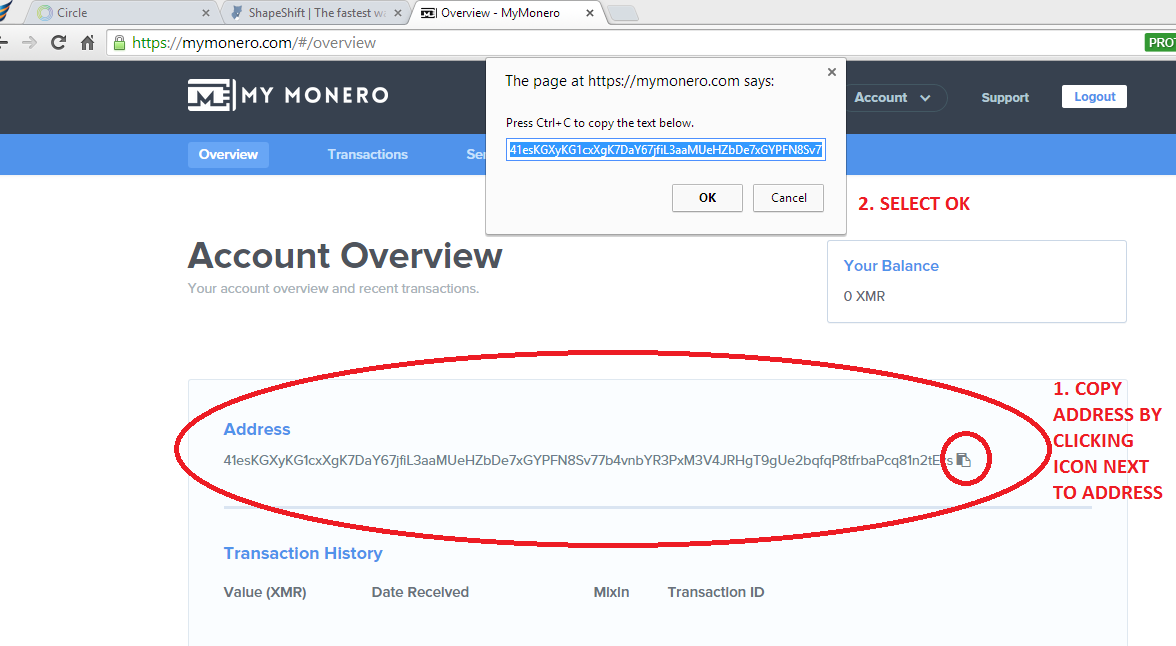 Circle
ShapeShift | The fastest wa
Overview - MyMonero
https://mymonero.com/#/overview
PROT
MY MONERO
The page at https://mymonero.com says:
Press Ctrl+C to copy the text below.
41esKGXyKG1cxXgK7DaY67jfiL3aaMUeHZbDe7xGYPFN8Sv7
OK
Cancel
Account
Support
Logout
Overview
Transactions
Sen
2. SELECT OK
Account Overview
Your account overview and recent transactions.
Your Balance
0 XMR
1. COPY
ADDRESS BY
CLICKING
ICON NEXT
TO ADDRESS
Address
41esKGXyKG1cxXgK7DaY67jfiL3aaMUeHZbDe7xGYPFN8Sv77b4vnbYR3PxM3V4JRHgT9gUe2bqfqP8tfrbaPcq81n2tE
Transaction History
Value (XMR)
Date Received
MixIn
Transaction ID